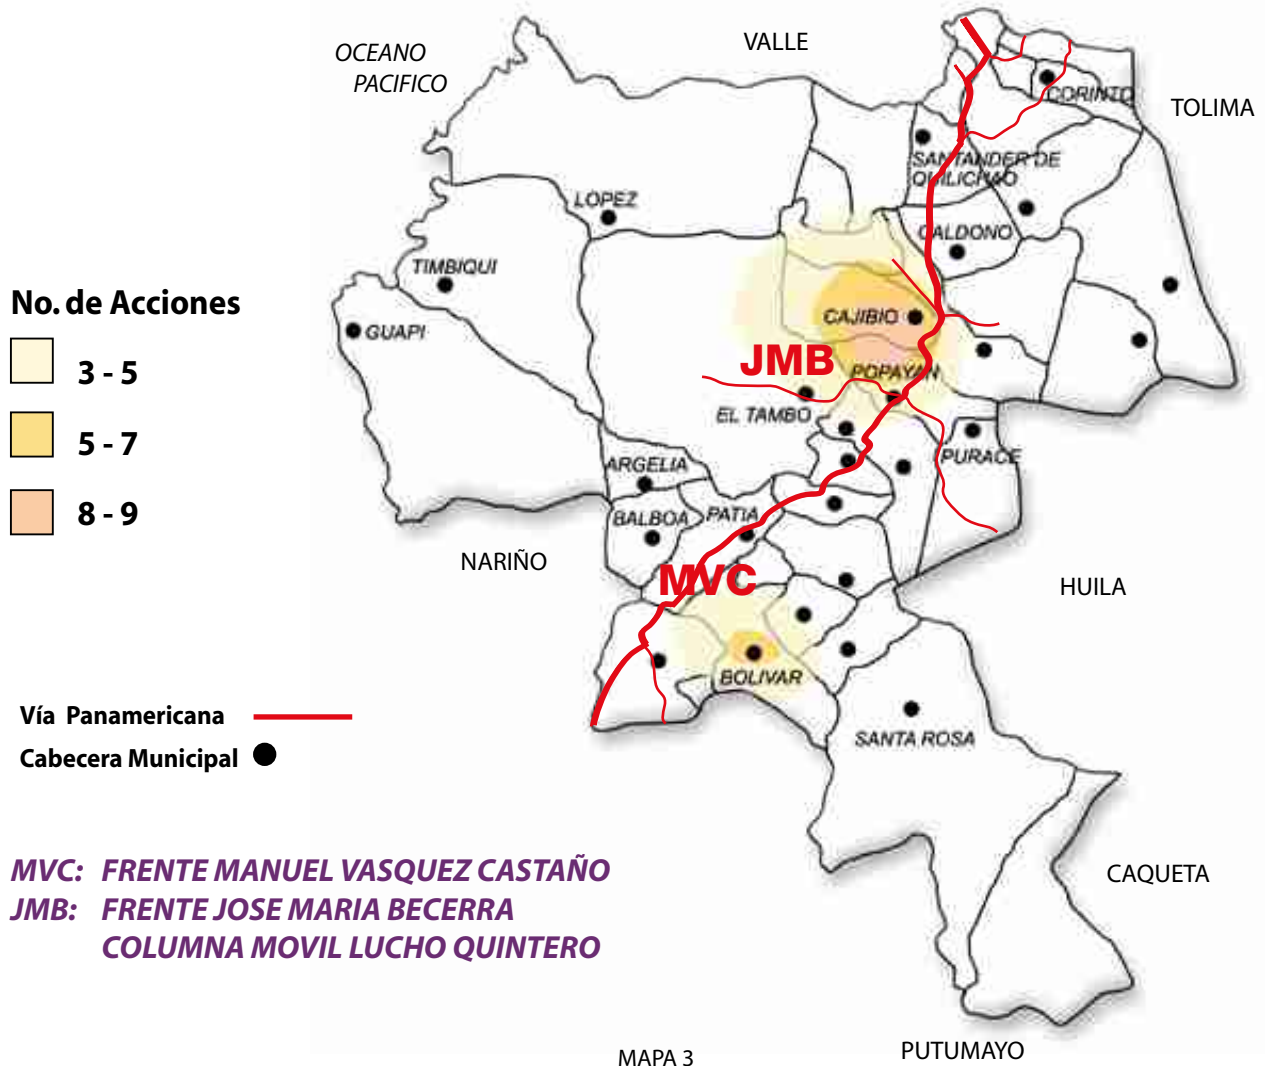 OCEANO
PACIFICO
VALLE
TOLIMA
CORINTO
SANTANDER DE
QUILICHAO
LOPEZ
CALDONO
TIMBIQUI
No. de Acciones
GUAPI
CAJIBIO
3 - 5
JMB
POPAYAN
EL TAMBO
5 - 7
PURACE
ARGELIA
8 - 9
BALBOA
PATIA
NARIÑO
MVC
HUILA
BOLIVAR
Vía Panamericana
SANTA ROSA
Cabecera Municipal
MVC: FRENTE MANUEL VASQUEZ CASTAÑO
JMB: FRENTE JOSE MARIA BECERRA
COLUMNA MOVIL LUCHO QUINTERO
CAQUETA
PUTUMAYO
MAPA 3